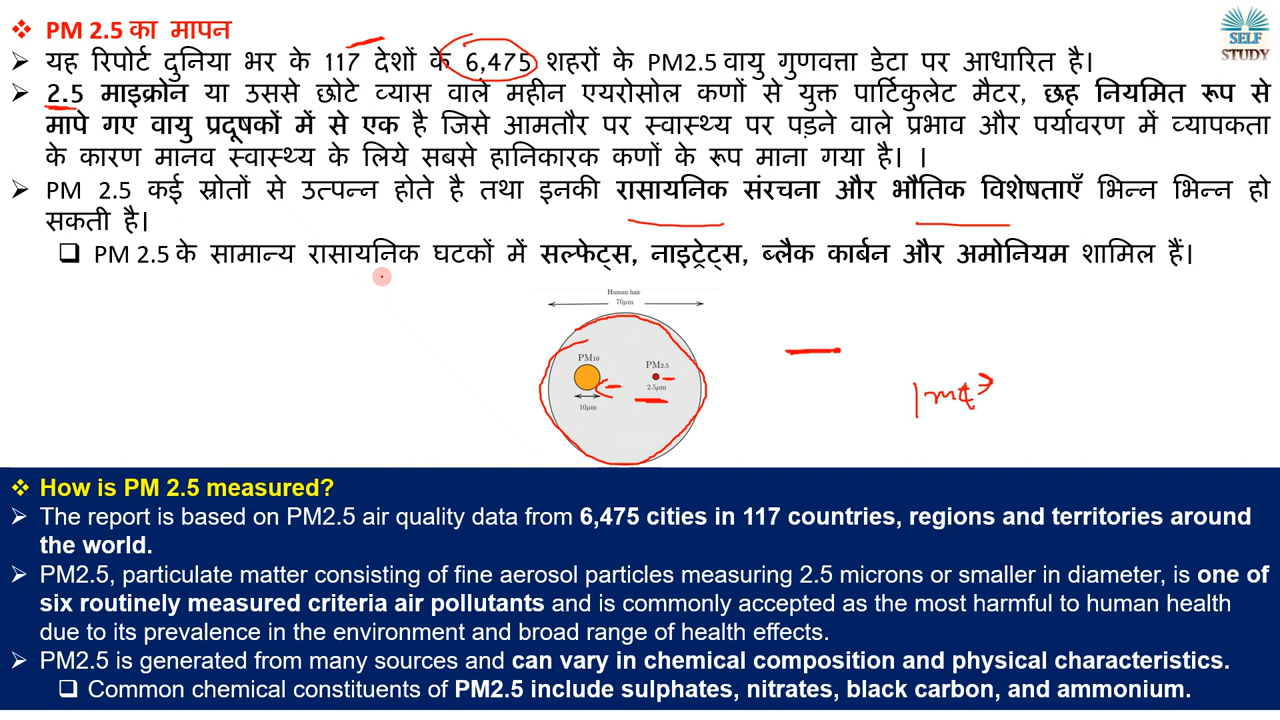 ❖ PM 2.5 का मापन
SELF
STUDY
➢ यह रिपोर्ट दुनिया भर के 117 देशों के 6,475 शहरों के PM2.5 वायु गुणवत्ता डेटा पर आधारित है।
➢ 2.5 माइक्रोन या उससे छोटे व्यास वाले महीन एयरोसोल कणों से युक्त पार्टिकुलेट मैटर, छह नियमित रूप से
मापे गए वायु प्रदूषकों में से एक है जिसे आमतौर पर स्वास्थ्य पर पड़ने वाले प्रभाव और पर्यावरण में व्यापकता
के कारण मानव स्वास्थ्य के लिये सबसे हानिकारक कणों के रूप माना गया है। ।
➢ PM 2.5 कई स्रोतों से उत्पन्न होते है तथा इनकी रासायनिक संरचना और भौतिक विशेषताएँ भिन्न भिन्न हो
सकती है।
❑ PM 2.5 के सामान्य रासायनिक घटकों में सल्फेट्स, नाइट्रेट्स, ब्लैक कार्बन और अमोनियम शामिल हैं।
Human hair
70μm
PM10
10μm
PM2.5
2.5μm
❖ How is PM 2.5 measured?
➢ The report is based on PM2.5 air quality data from 6,475 cities in 117 countries, regions and territories around
the world.
➢ PM2.5, particulate matter consisting of fine aerosol particles measuring 2.5 microns or smaller in diameter, is one of
six routinely measured criteria air pollutants and is commonly accepted as the most harmful to human health
due to its prevalence in the environment and broad range of health effects.
➢ PM2.5 is generated from many sources and can vary in chemical composition and physical characteristics.
❑ Common chemical constituents of PM2.5 include sulphates, nitrates, black carbon, and ammonium.